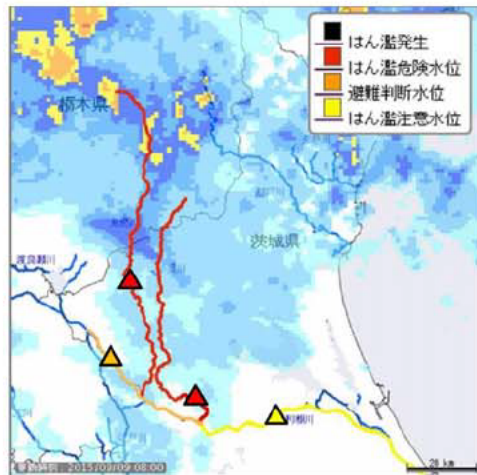 はん濫発生
はん濫危険水位
避難判断水位
はん濫注意水位
栃木県
茨城県
渡良瀬川
利根川
2015/09/09 08:00
28 km